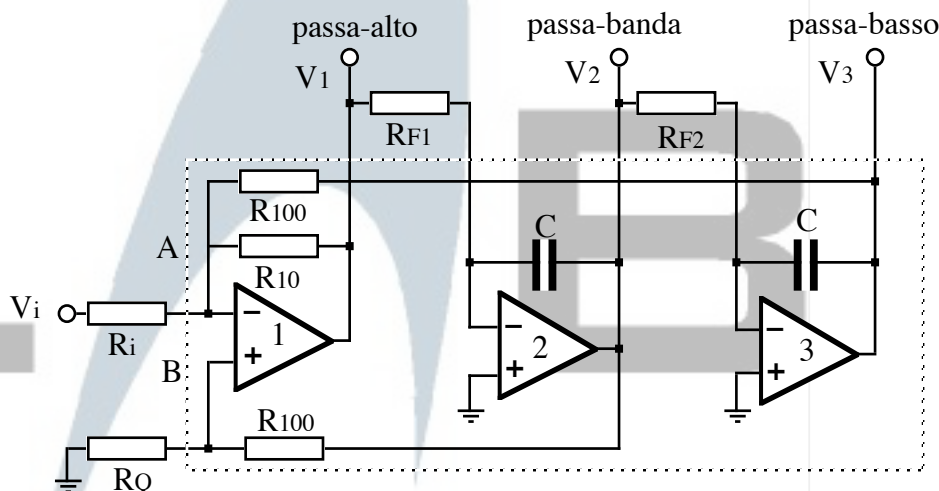 passa-alto
passa-banda
passa-basso
V1
V2
V3
RF1
RF2
R100
C
C
A
R10
Vi
Ri
1
2
3
B
R100
RQ